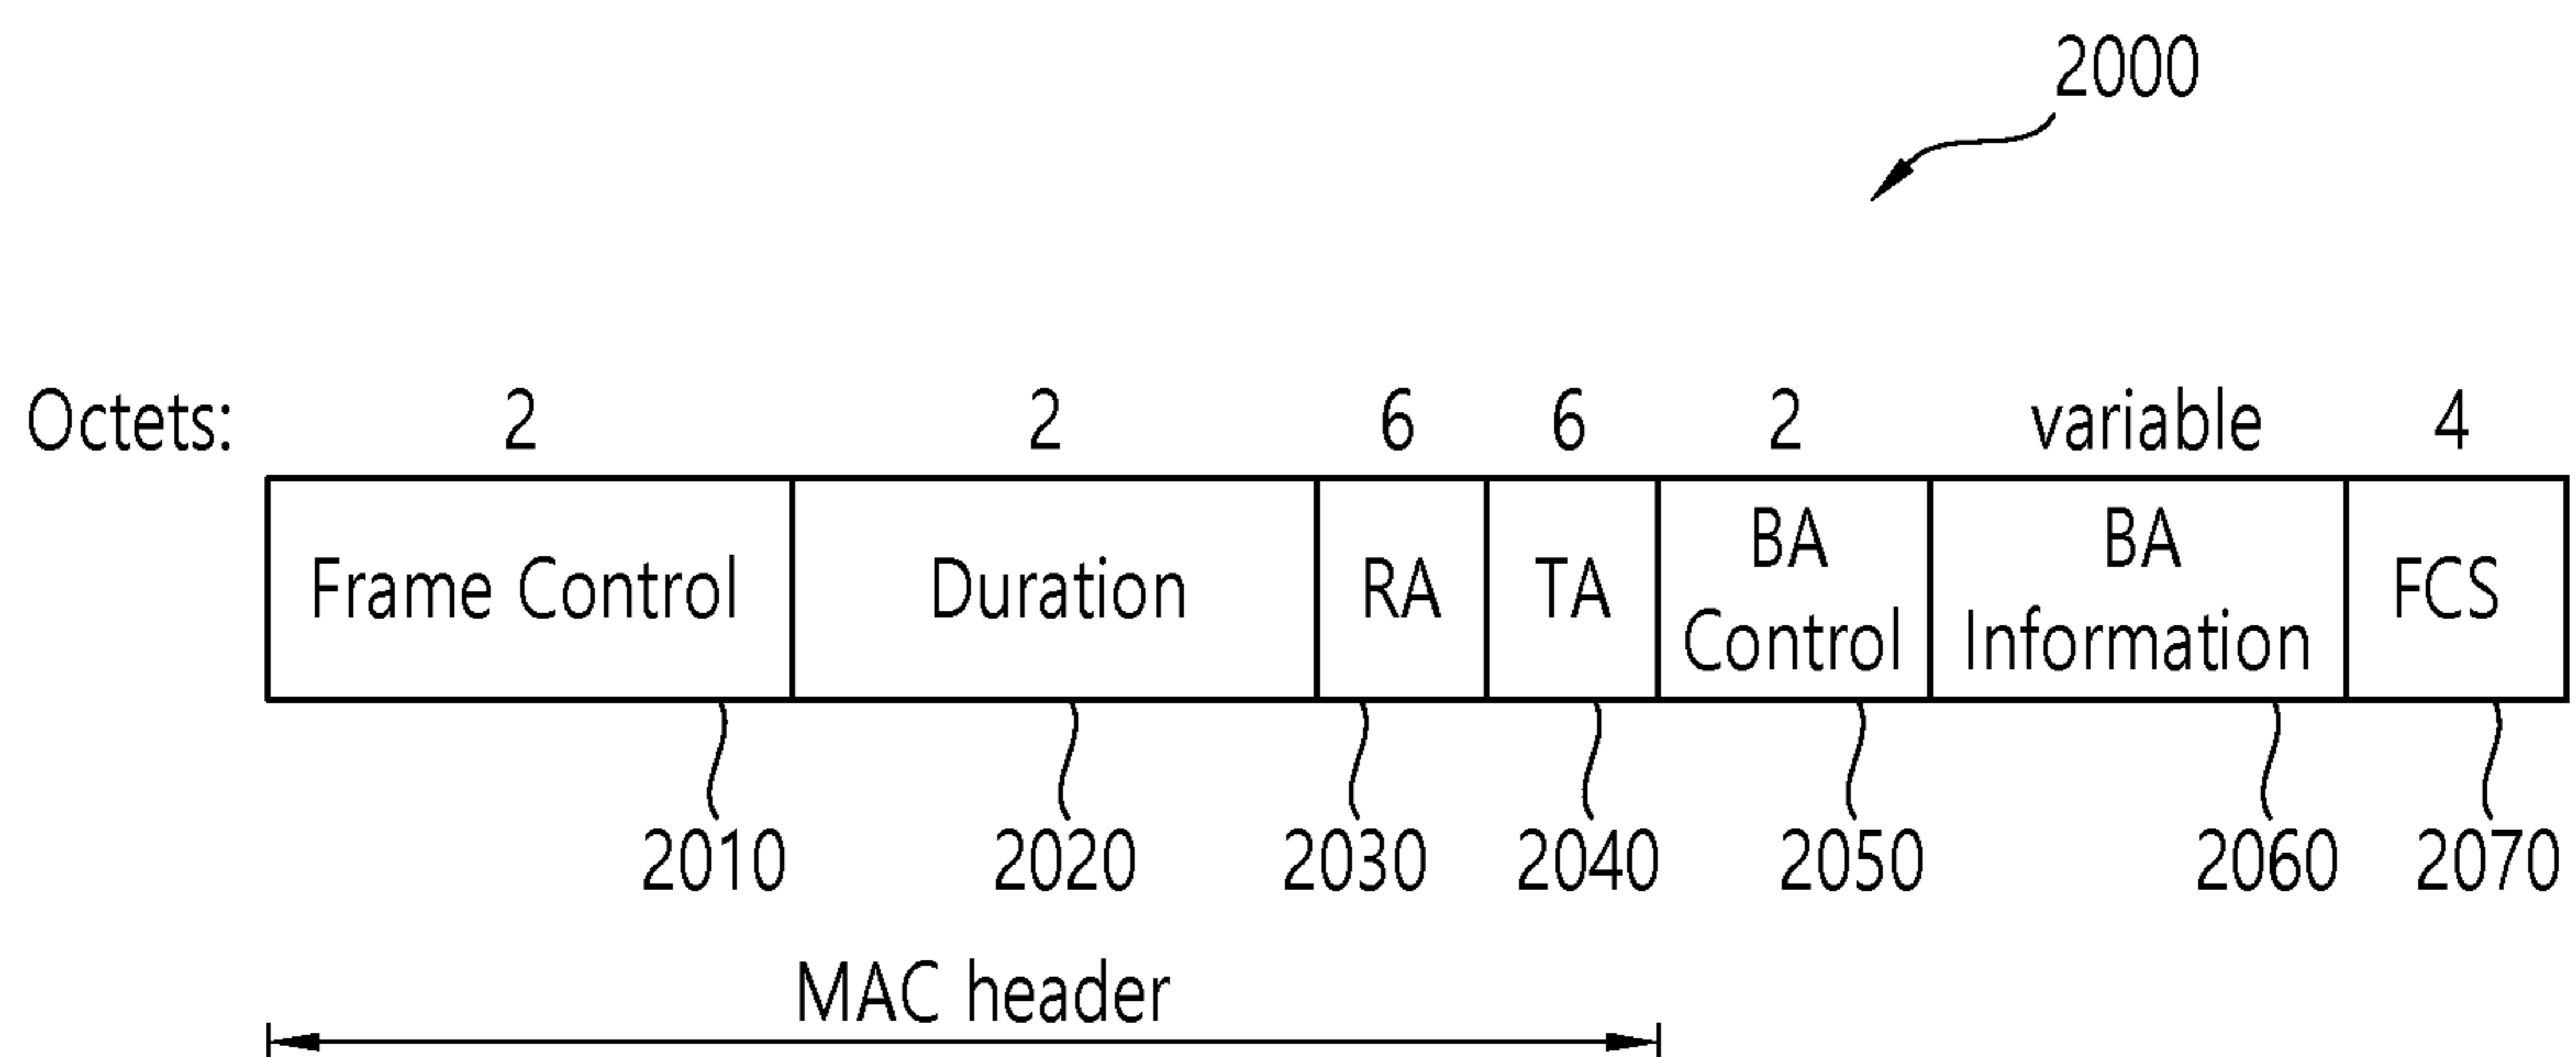 2000
Octets: 2 2 6 6 2 variable 4
Frame Control Duration RA TA BA Control BA Information FCS
2010 2020 2030 2040 2050 2060 2070
MAC header